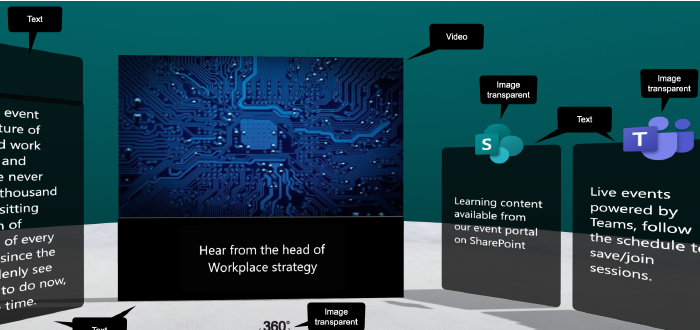 Text
event
ture of
d work
and
e never
thousand
sitting
n of
of every
since the
denly see
to do now,
time.
Text
Video
Hear from the head of
Workplace strategy
360°
Image
transparent
Image
transparent
S
Text
Learning content
available from
our event portal
on SharePoint
Image
transparent
T
Live events
powered by
Teams, follow
the schedule to
save/join
sessions.